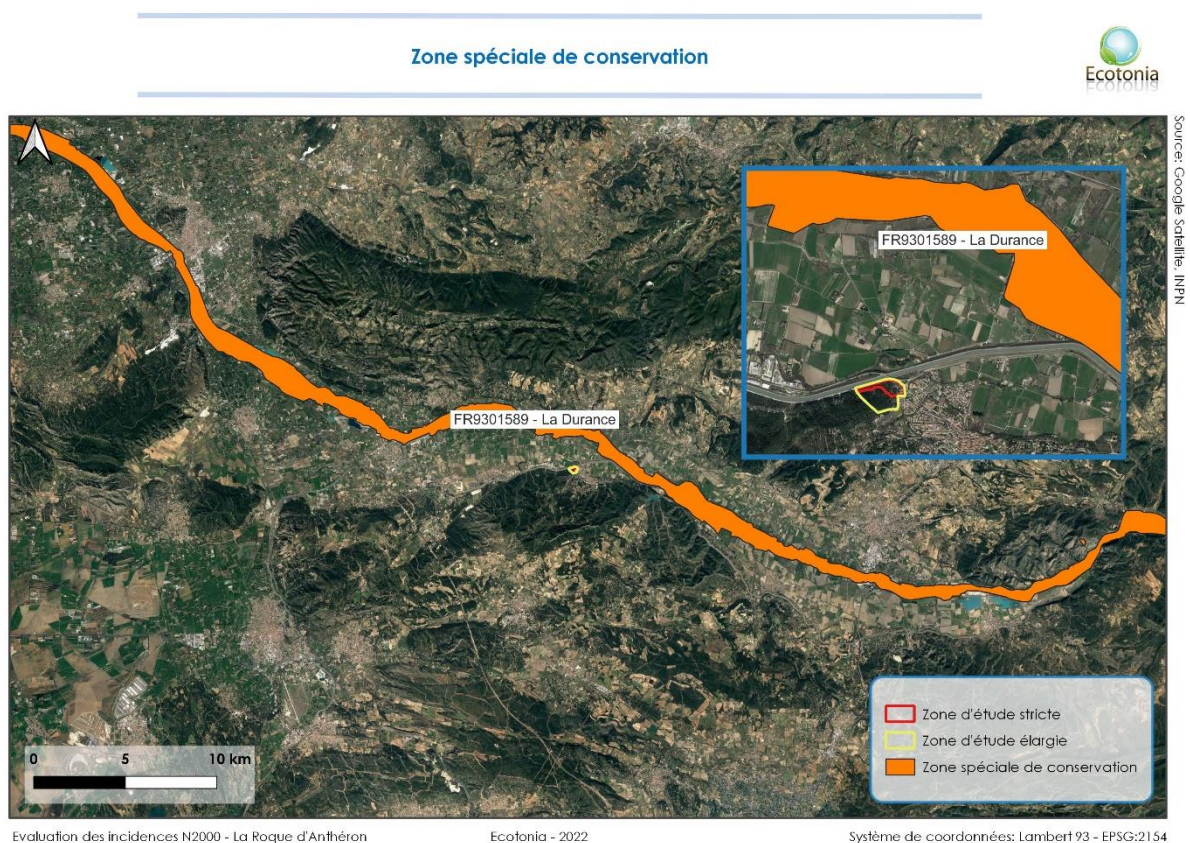 Zone spéciale de conservation
Ecotonia
Source: Google Satellite, INPN
FR9301589 - La Durance
FR9301589 - La Durance
Zone d'étude stricte
Zone d'étude élargie
Zone spéciale de conservation
0 5 10 km
Evaluation des incidences N2000 - La Roque d'Anthéron
Ecotonia - 2022
Système de coordonnées: Lambert 93 - EPSG:2154